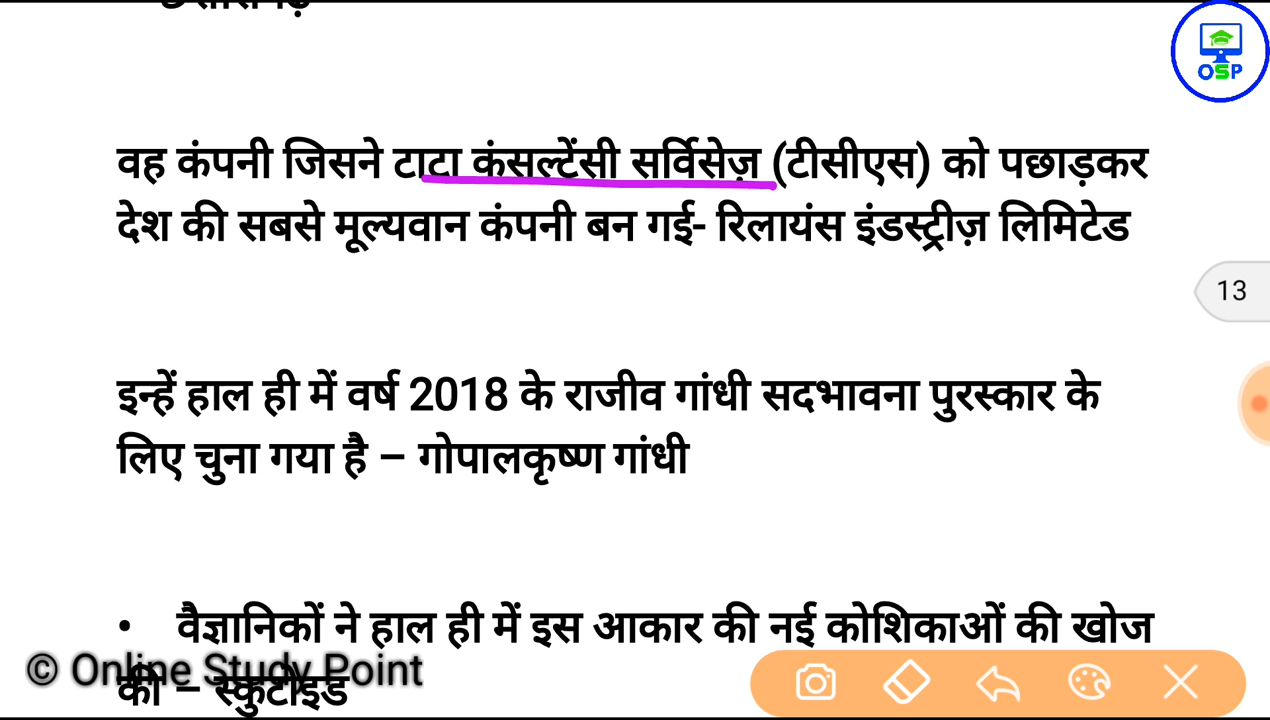 OSP
वह कंपनी जिसने टाटा कंसल्टेंसी सर्विसेज़ (टीसीएस) को पछाड़कर
देश की सबसे मूल्यवान कंपनी बन गई- रिलायंस इंडस्ट्रीज़ लिमिटेड
13
इन्हें हाल ही में वर्ष 2018 के राजीव गांधी सदभावना पुरस्कार के
लिए चुना गया है – गोपालकृष्ण गांधी
• वैज्ञानिकों ने हाल ही में इस आकार की नई कोशिकाओं की खोज
© Online Study Point
की – स्कुटोइड